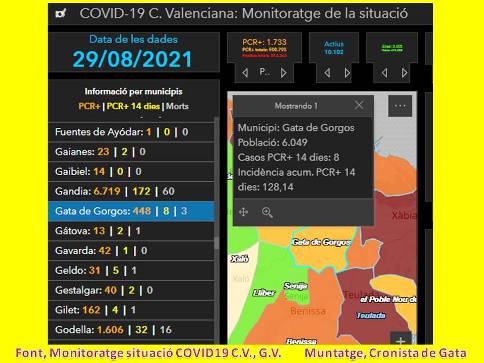 COVID-19 C. Valenciana: Monitoratge de la situació
Data de les dades
29/08/2021
PCR+: 1.733
Actius
10.102
P...
Informació per municipis
PCR+ | PCR+ 14 dies | Morts
Fuentes de Ayódar: 1 | 0 | 0
Gaianes: 23 | 2 | 0
Gaibiel: 14 | 0 | 0
Gandia: 6.719 | 172 | 60
Gata de Gorgos: 448 | 8 | 3
Gátova: 13 | 2 | 1
Gavarda: 42 | 1 | 0
Geldo: 31 | 5 | 1
Gestalgar: 40 | 2 | 0
Gilet: 162 | 4 | 1
Godella: 1.606 | 32 | 16
Mostrando 1
Municipi: Gata de Gorgos
Població: 6.049
Casos PCR+ 14 dies: 8
Incidència acum. PCR+ 14
dies: 128,14
Xàbia
Gata de Gorgos
Xaló
Xaló
Senija
Senija
Llíber
Benissa
Teulada
Teulada
el Poble Nou de
Font, Monitoratge situació COVID19 C.V., G.V. Muntatge, Cronista de Gata